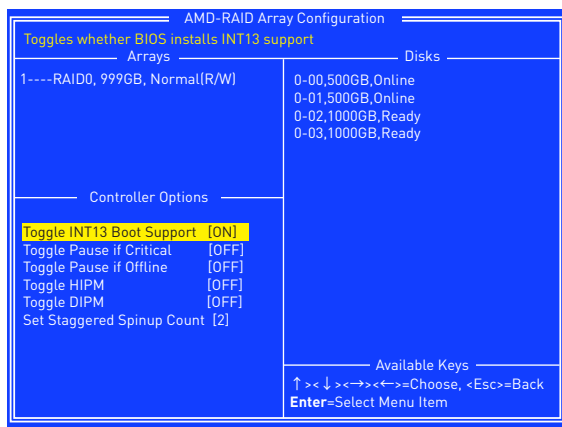 AMD-RAID Array Configuration
Toggles whether BIOS installs INT13 support
Arrays
1----RAID0, 999GB, Normal(R/W)
Disks
0-00,500GB,Online
0-01,500GB,Online
0-02,1000GB,Ready
0-03,1000GB,Ready
Controller Options
Toggle INT13 Boot Support [ON]
Toggle Pause if Critical [OFF]
Toggle Pause if Offline [OFF]
Toggle HIPM [OFF]
Toggle DIPM [OFF]
Set Staggered Spinup Count [2]
Available Keys
↑><↓><→><←>=Choose, <Esc>=Back
Enter=Select Menu Item